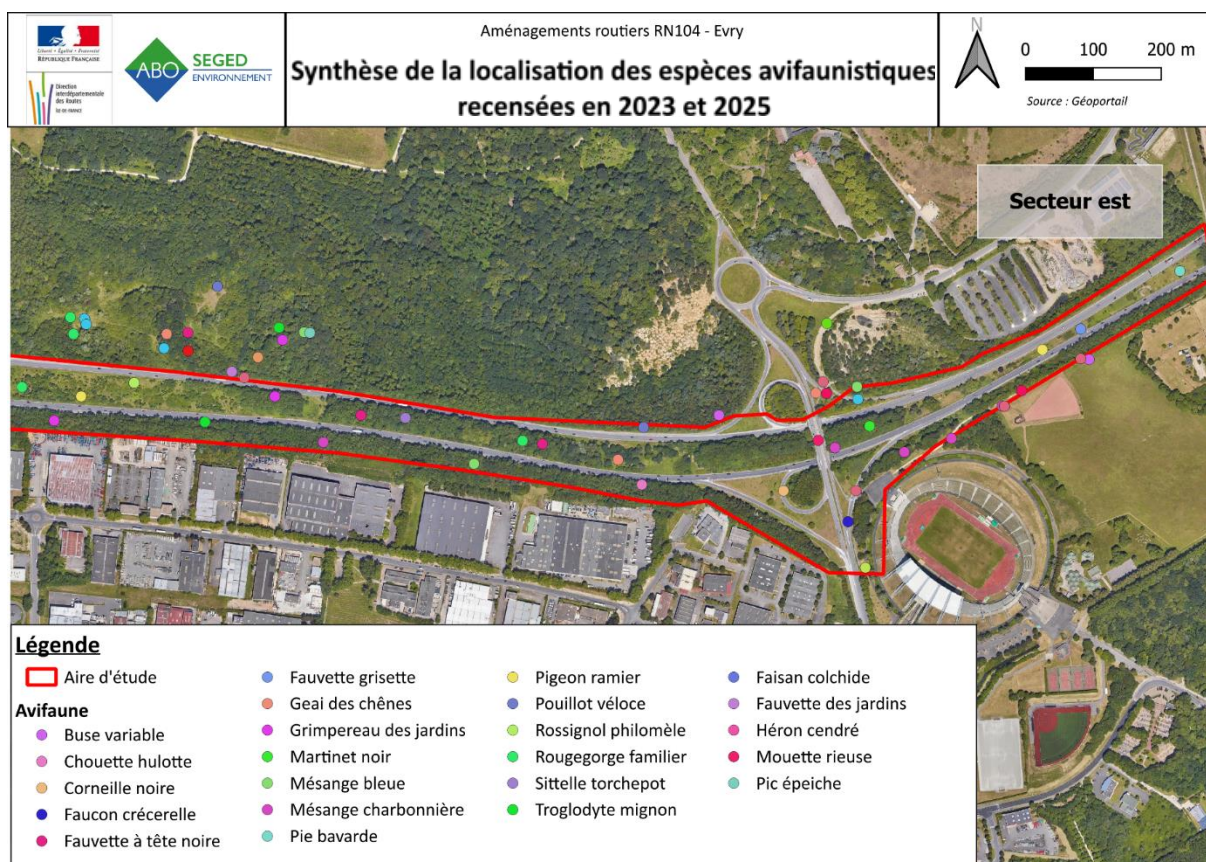 Liberté • Égalité • Fraternité
RÉPUBLIQUE FRANÇAISE
Direction
interdépartementale
des Routes
ÎLE-DE-FRANCE
ABO
SEGED
ENVIRONNEMENT
Aménagements routiers RN104 - Evry
Synthèse de la localisation des espèces avifaunistiques
recensées en 2023 et 2025
N
0 100 200 m
Source : Géoportail
Secteur est
Légende
Aire d'étude
Avifaune
Buse variable
Chouette hulotte
Corneille noire
Faucon crécerelle
Fauvette à tête noire
Fauvette grisette
Geai des chênes
Grimpereau des jardins
Martinet noir
Mésange bleue
Mésange charbonnière
Pie bavarde
Pigeon ramier
Pouillot véloce
Rossignol philomèle
Rougegorge familier
Sittelle torchepot
Troglodyte mignon
Faisan colchide
Fauvette des jardins
Héron cendré
Mouette rieuse
Pic épeiche